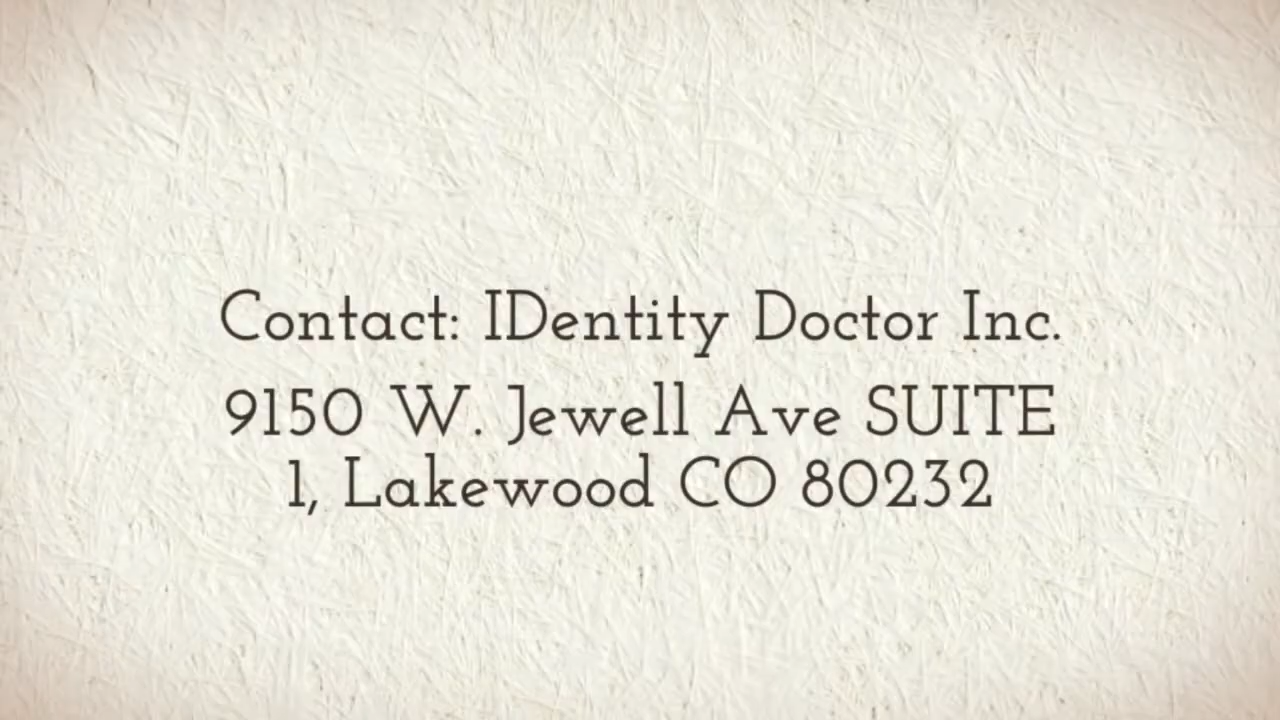 Contact: IDentity Doctor Inc.
9150 W. Jewell Ave SUITE
1, Lakewood CO 80232